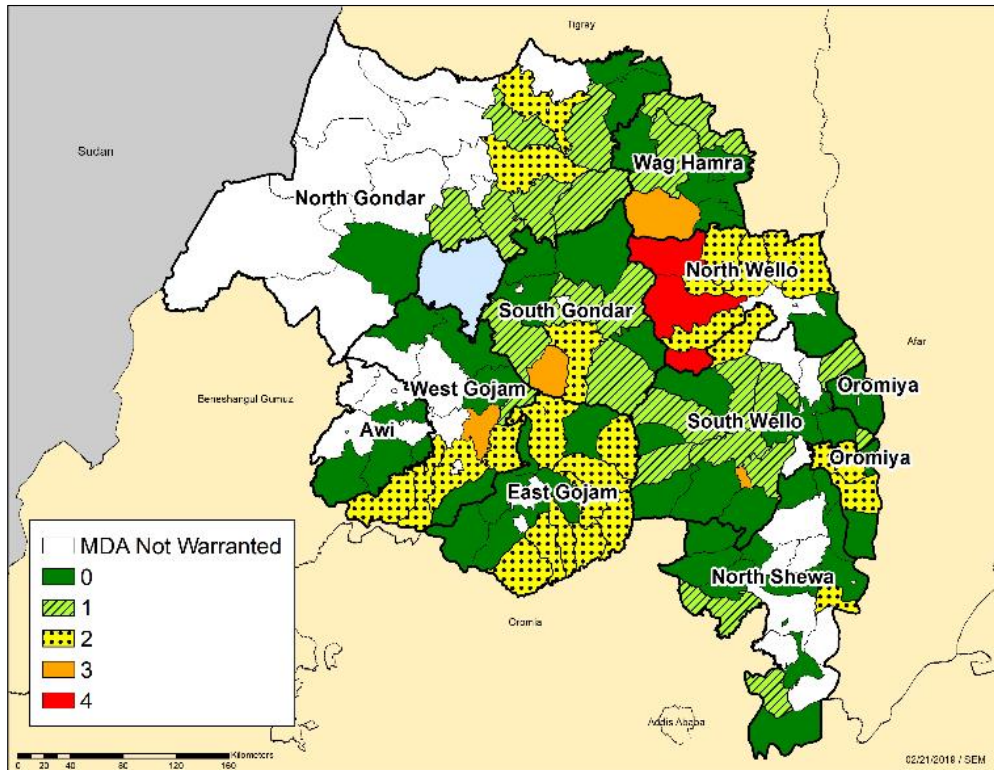 Tigray
Sudan
Wag Hamra
North Gondar
North Wello
South Gondar
Afar
Oromiya
West Gojam
Beneshangul Gumuz
South Wello
Awi
Oromiya
East Gojam
MDA Not Warranted
0
1
2
3
4
North Shewa
Oromia
Addis Ababa
Kilometers
0 20 40 80 120 160
02/21/2019 / SEM